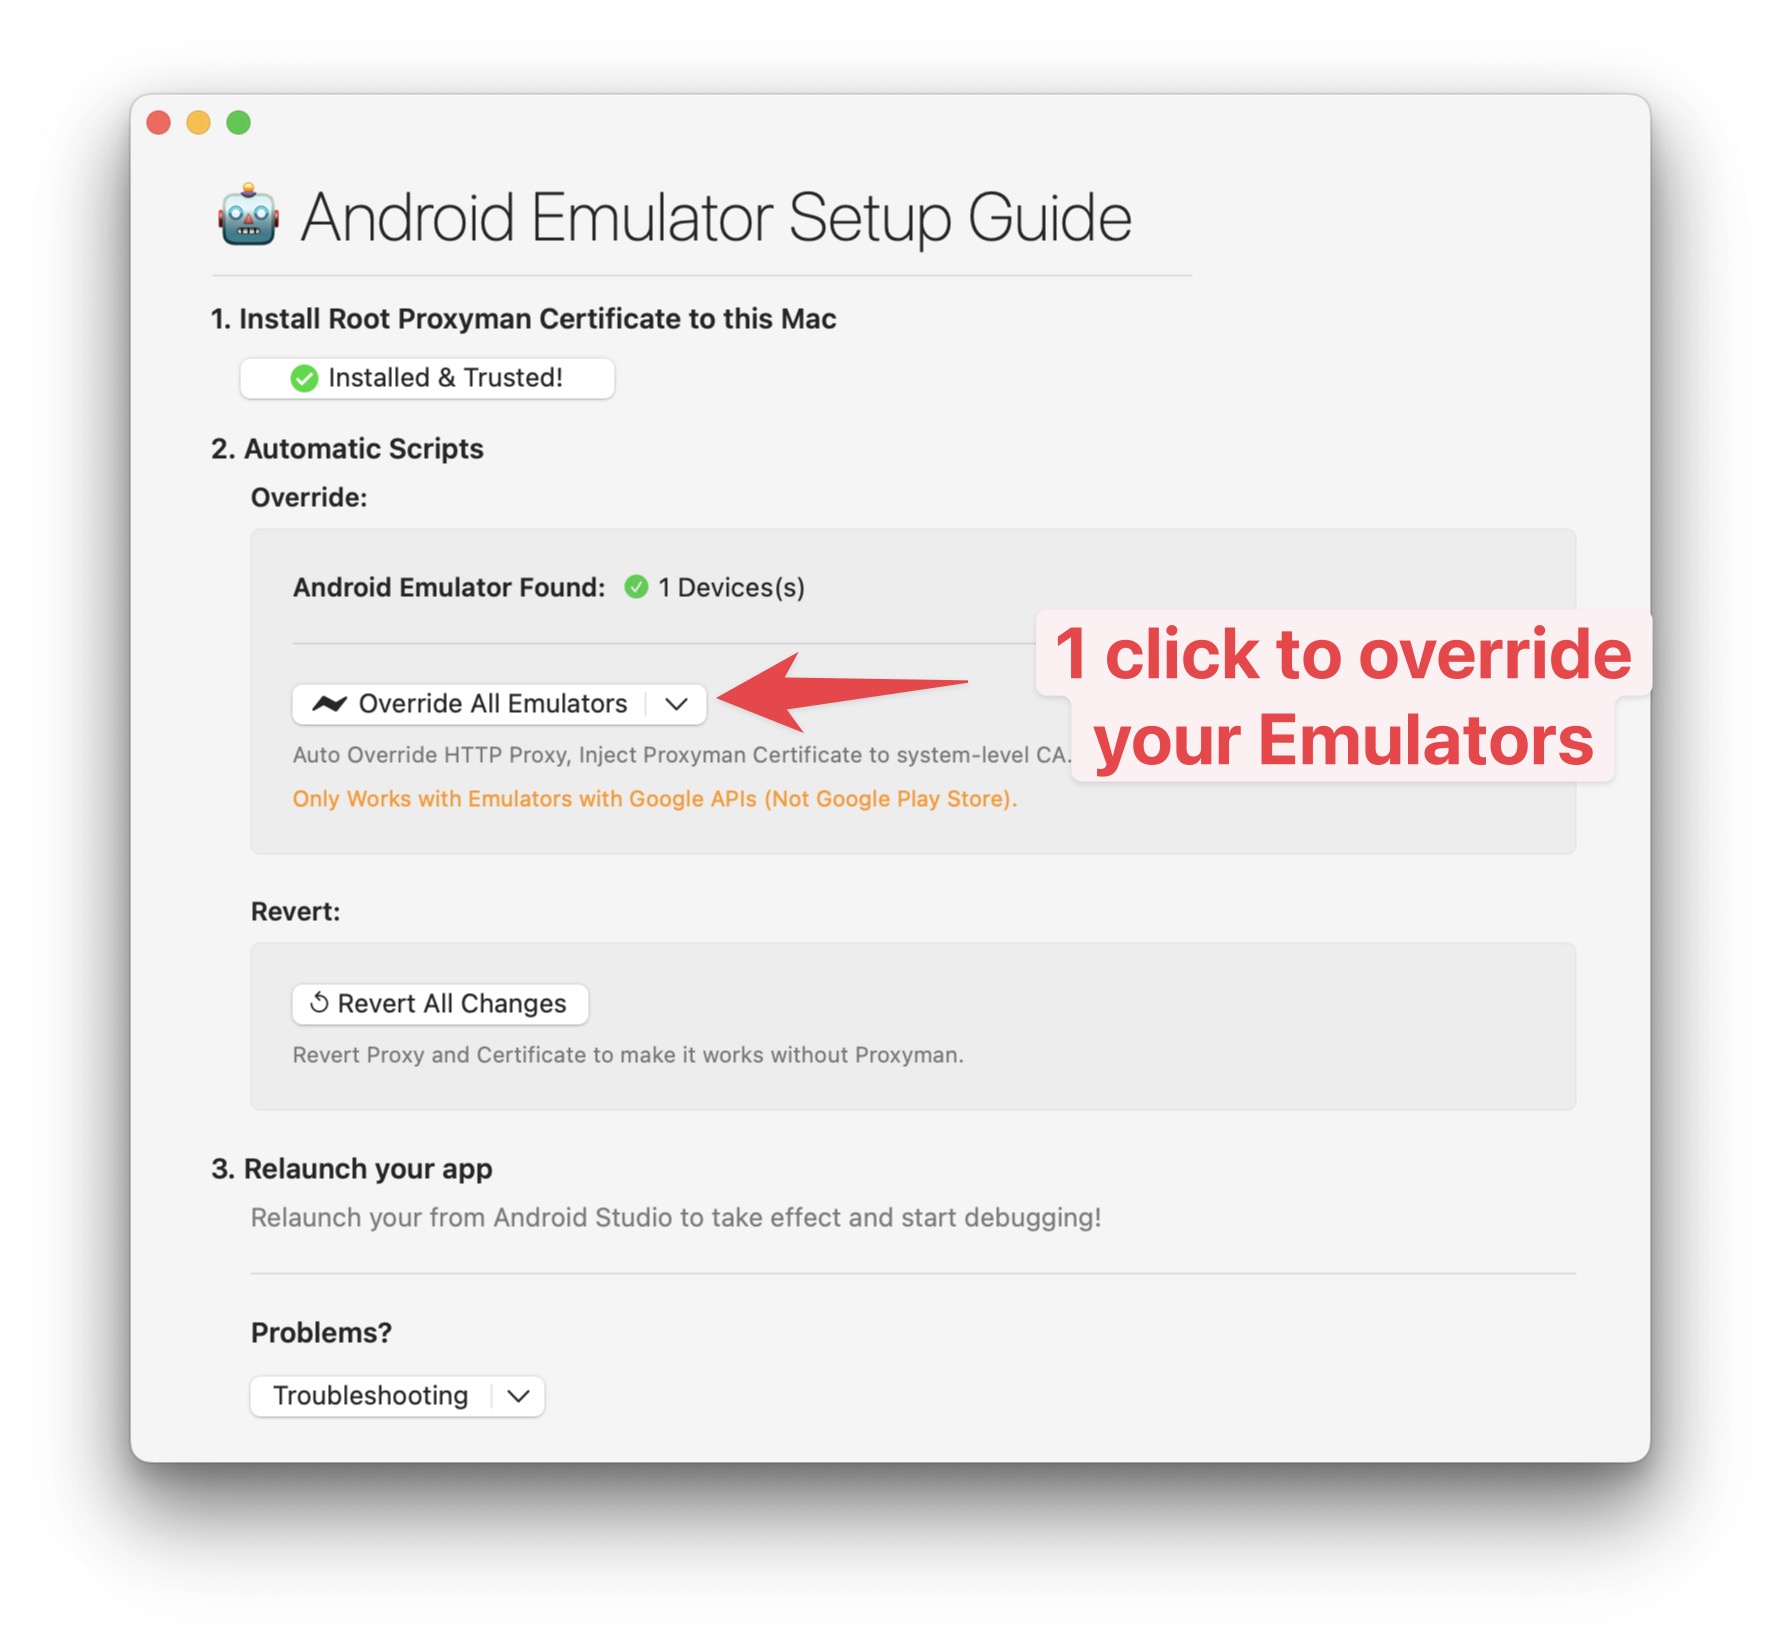 Android Emulator Setup Guide
1. Install Root Proxyman Certificate to this Mac
Installed & Trusted!
2. Automatic Scripts
Override:
Android Emulator Found: 1 Devices(s)
1 click to override
your Emulators
Override All Emulators
Auto Override HTTP Proxy, Inject Proxyman Certificate to system-level CA.
Only Works with Emulators with Google APIs (Not Google Play Store).
Revert:
Revert All Changes
Revert Proxy and Certificate to make it works without Proxyman.
3. Relaunch your app
Relaunch your from Android Studio to take effect and start debugging!
Problems?
Troubleshooting